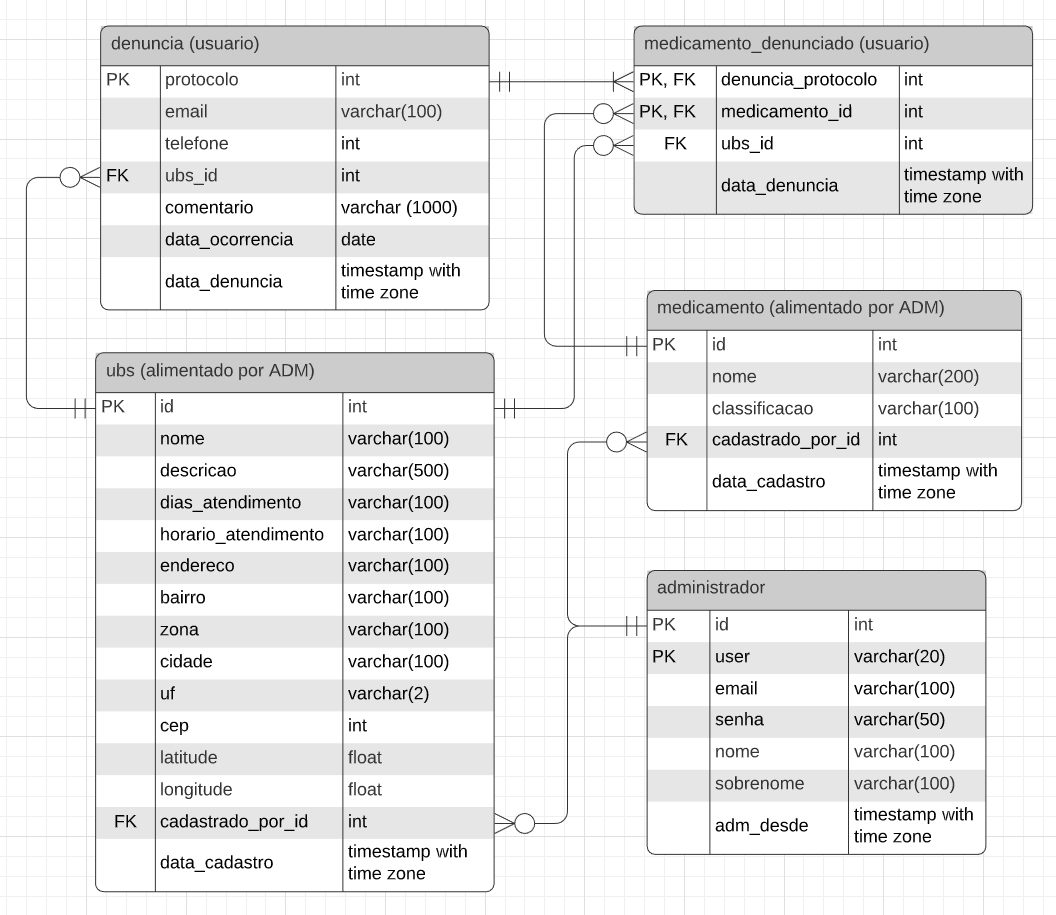 denuncia (usuario)
PK protocolo int
email varchar(100)
telefone int
FK ubs_id int
comentario varchar (1000)
data_ocorrencia date
data_denuncia timestamp with
time zone
medicamento_denunciado (usuario)
PK, FK denuncia_protocolo int
PK, FK medicamento_id int
FK ubs_id int
data_denuncia timestamp with
time zone
ubs (alimentado por ADM)
PK id int
nome varchar(100)
descricao varchar(500)
dias_atendimento varchar(100)
horario_atendimento varchar(100)
endereco varchar(100)
bairro varchar(100)
zona varchar(100)
cidade varchar(100)
uf varchar(2)
cep int
latitude float
longitude float
FK cadastrado_por_id int
data_cadastro timestamp with
time zone
medicamento (alimentado por ADM)
PK id int
nome varchar(200)
classificacao varchar(100)
FK cadastrado_por_id int
data_cadastro timestamp with
time zone
administrador
PK id int
PK user varchar(20)
email varchar(100)
senha varchar(50)
nome varchar(100)
sobrenome varchar(100)
adm_desde timestamp with
time zone